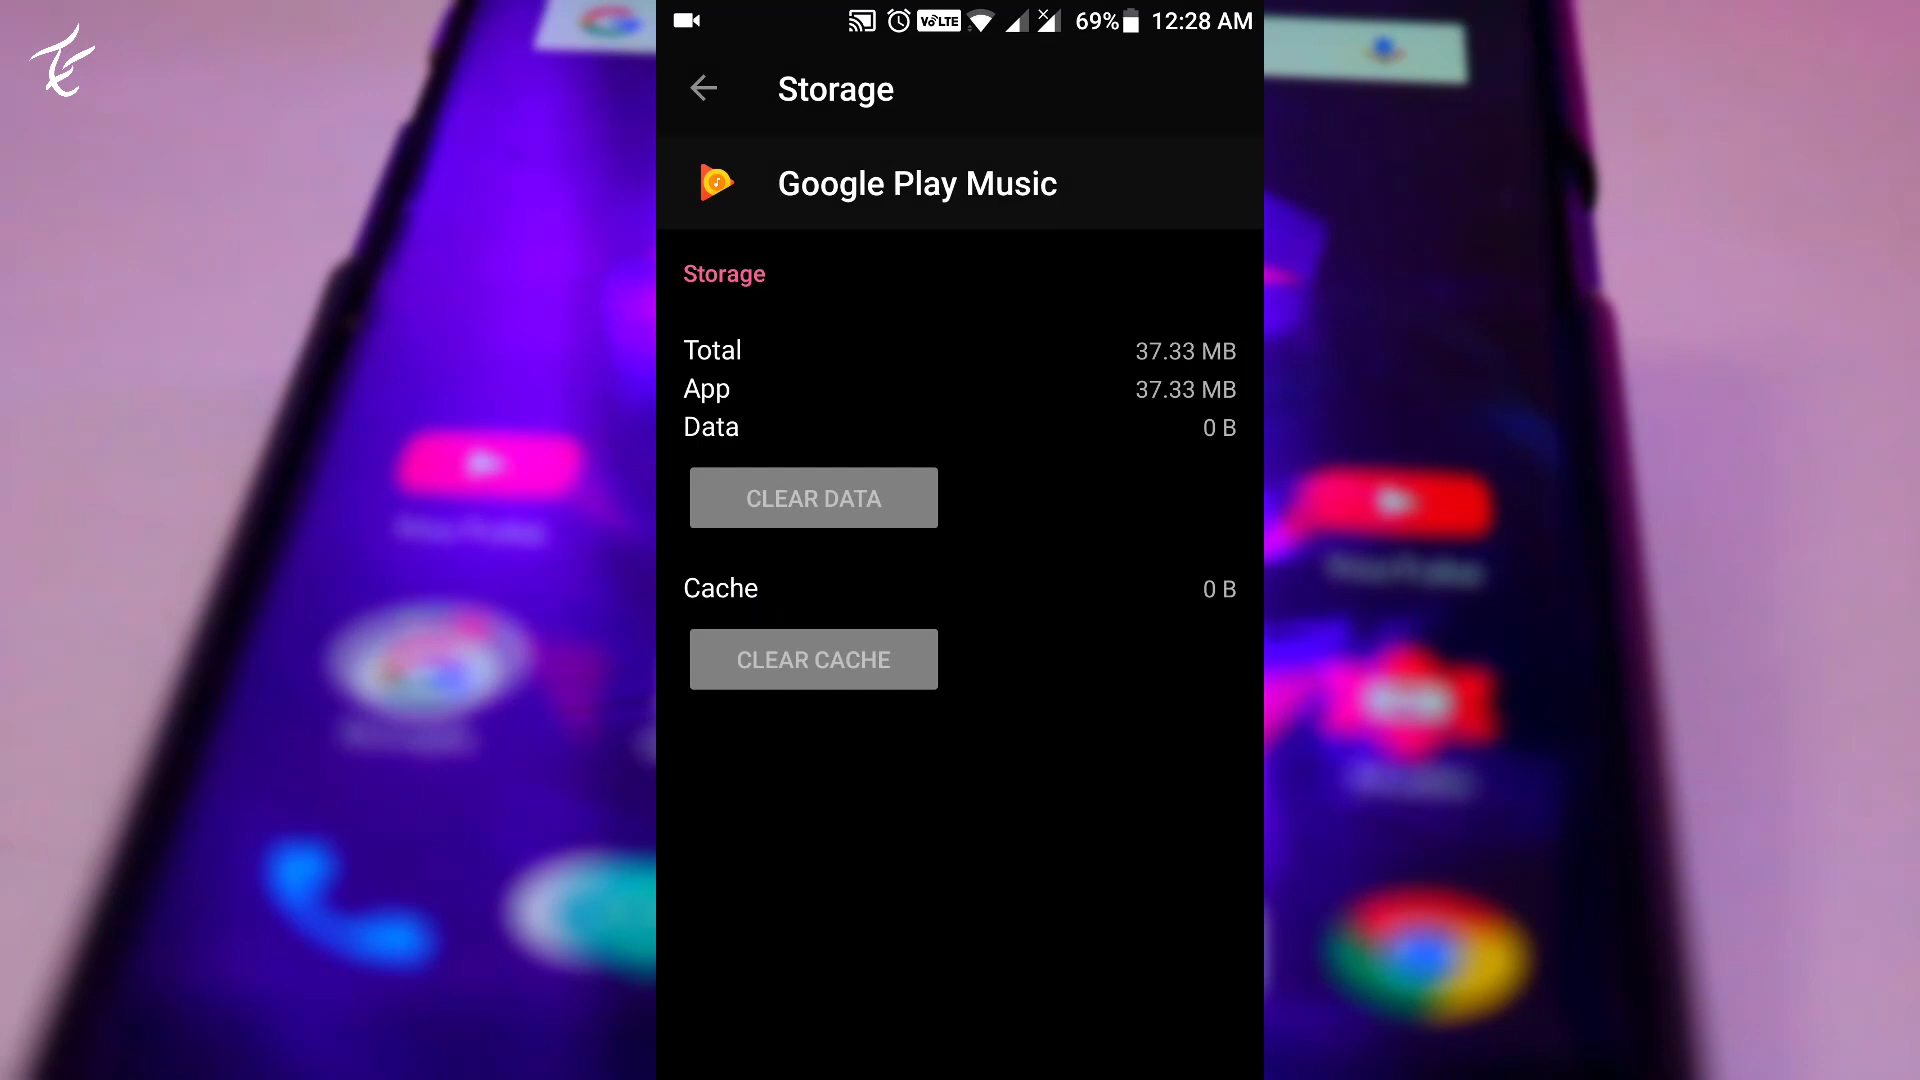 VoLTE 69% 12:28 AM
Storage
Google Play Music
Storage
Total 37.33 MB
App 37.33 MB
Data 0 B
CLEAR DATA
Cache 0 B
CLEAR CACHE